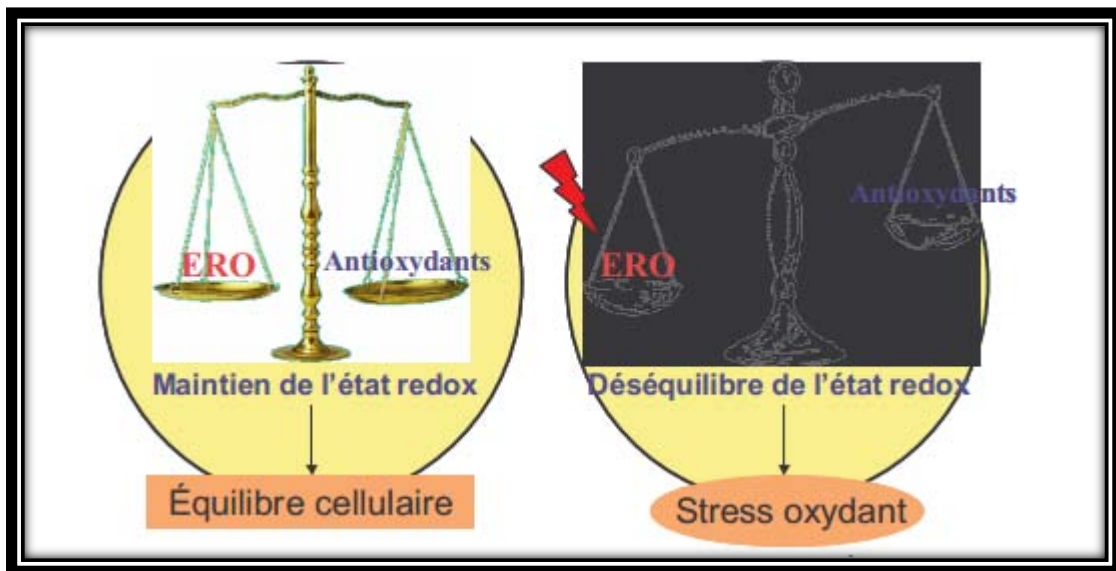 ERO
Antioxydants
Maintien de l'état redox
Équilibre cellulaire
Antioxydants
ERO
Déséquilibre de l'état redox
Stress oxydant